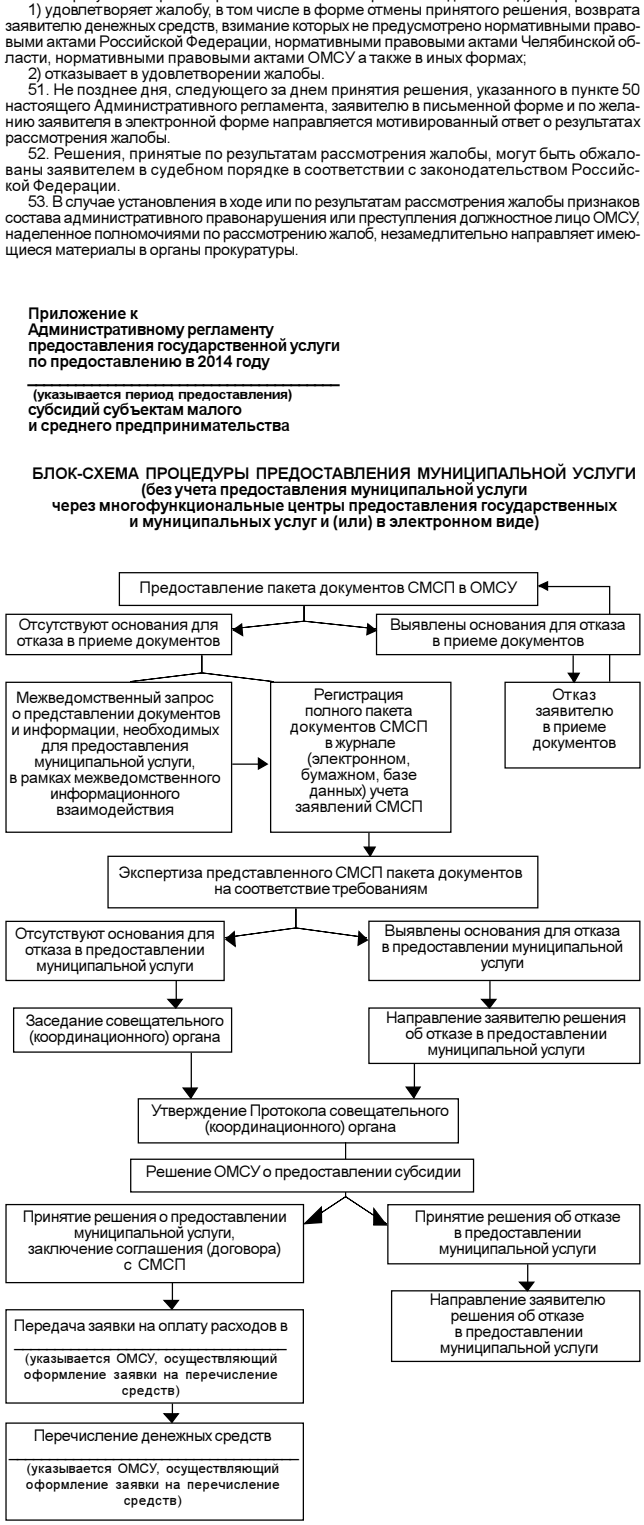 1) удовлетворяет жалобу, в том числе в форме отмены принятого решения, возврата
заявителю денежных средств, взимание которых не предусмотрено нормативными право-
выми актами Российской Федерации, нормативными правовыми актами Челябинской об-
ласти, нормативными правовыми актами ОМСУ а также в иных формах;
2) отказывает в удовлетворении жалобы.
51. Не позднее дня, следующего за днем принятия решения, указанного в пункте 50
настоящего Административного регламента, заявителю в письменной форме и по жела-
нию заявителя в электронной форме направляется мотивированный ответ о результатах
рассмотрения жалобы.
52. Решения, принятые по результатам рассмотрения жалобы, могут быть обжало-
ваны заявителем в судебном порядке в соответствии с законодательством Российс-
кой Федерации.
53. В случае установления в ходе или по результатам рассмотрения жалобы признаков
состава административного правонарушения или преступления должностное лицо ОМСУ,
наделенное полномочиями по рассмотрению жалоб, незамедлительно направляет имею-
щиеся материалы в органы прокуратуры.
Приложение к
Административному регламенту
предоставления государственной услуги
по предоставлению в 2014 году
(указывается период предоставления)
субсидий субъектам малого
и среднего предпринимательства
БЛОК-СХЕМА ПРОЦЕДУРЫ ПРЕДОСТАВЛЕНИЯ МУНИЦИПАЛЬНОЙ УСЛУГИ
(без учета предоставления муниципальной услуги
через многофункциональные центры предоставления государственных
и муниципальных услуг и (или) в электронном виде)
Предоставление пакета документов СМСП в ОМСУ
Отсутствуют основания для
отказа в приеме документов
Выявлены основания для отказа
в приеме документов
Межведомственный запрос
о представлении документов
и информации, необходимых
для предоставления
муниципальной услуги,
в рамках межведомственного
информационного
взаимодействия
Регистрация
полного пакета
документов СМСП
в журнале
(электронном,
бумажном, базе
данных) учета
заявлений СМСП
Отказ
заявителю
в приеме
документов
Экспертиза представленного СМСП пакета документов
на соответствие требованиям
Отсутствуют основания для
отказа в предоставлении
муниципальной услуги
Выявлены основания для отказа
в предоставлении муниципальной
услуги
Заседание совещательного
(координационного) органа
Направление заявителю решения
об отказе в предоставлении
муниципальной услуги
Утверждение Протокола совещательного
(координационного) органа
Решение ОМСУ о предоставлении субсидии
Принятие решения о предоставлении
муниципальной услуги,
заключение соглашения (договора)
с СМСП
Принятие решения об отказе
в предоставлении
муниципальной услуги
Направление заявителю
решения об отказе
в предоставлении
муниципальной услуги
Передача заявки на оплату расходов в
(указывается ОМСУ, осуществляющий
оформление заявки на перечисление
средств)
Перечисление денежных средств
(указывается ОМСУ, осуществляющий
оформление заявки на перечисление
средств)